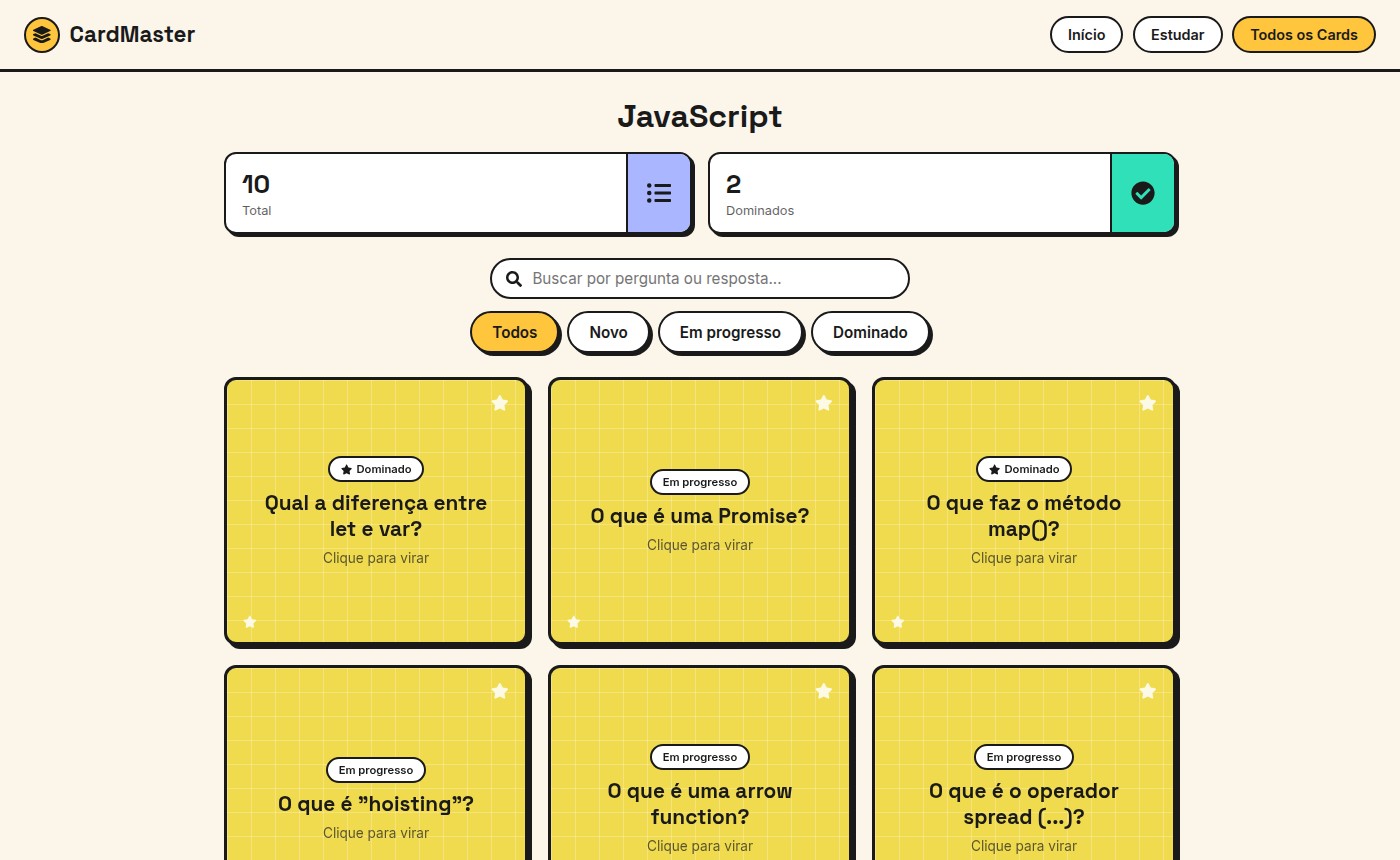 CardMaster
Início
Estudar
Todos os Cards
JavaScript
10
Total
2
Dominados
Buscar por pergunta ou resposta...
Todos
Novo
Em progresso
Dominado
Dominado
Qual a diferença entre
let e var?
Clique para virar
Em progresso
O que é uma Promise?
Clique para virar
Dominado
O que faz o método
map()?
Clique para virar
Em progresso
O que é "hoisting"?
Clique para virar
Em progresso
O que é uma arrow
function?
Clique para virar
Em progresso
O que é o operador
spread (...)?
Clique para virar